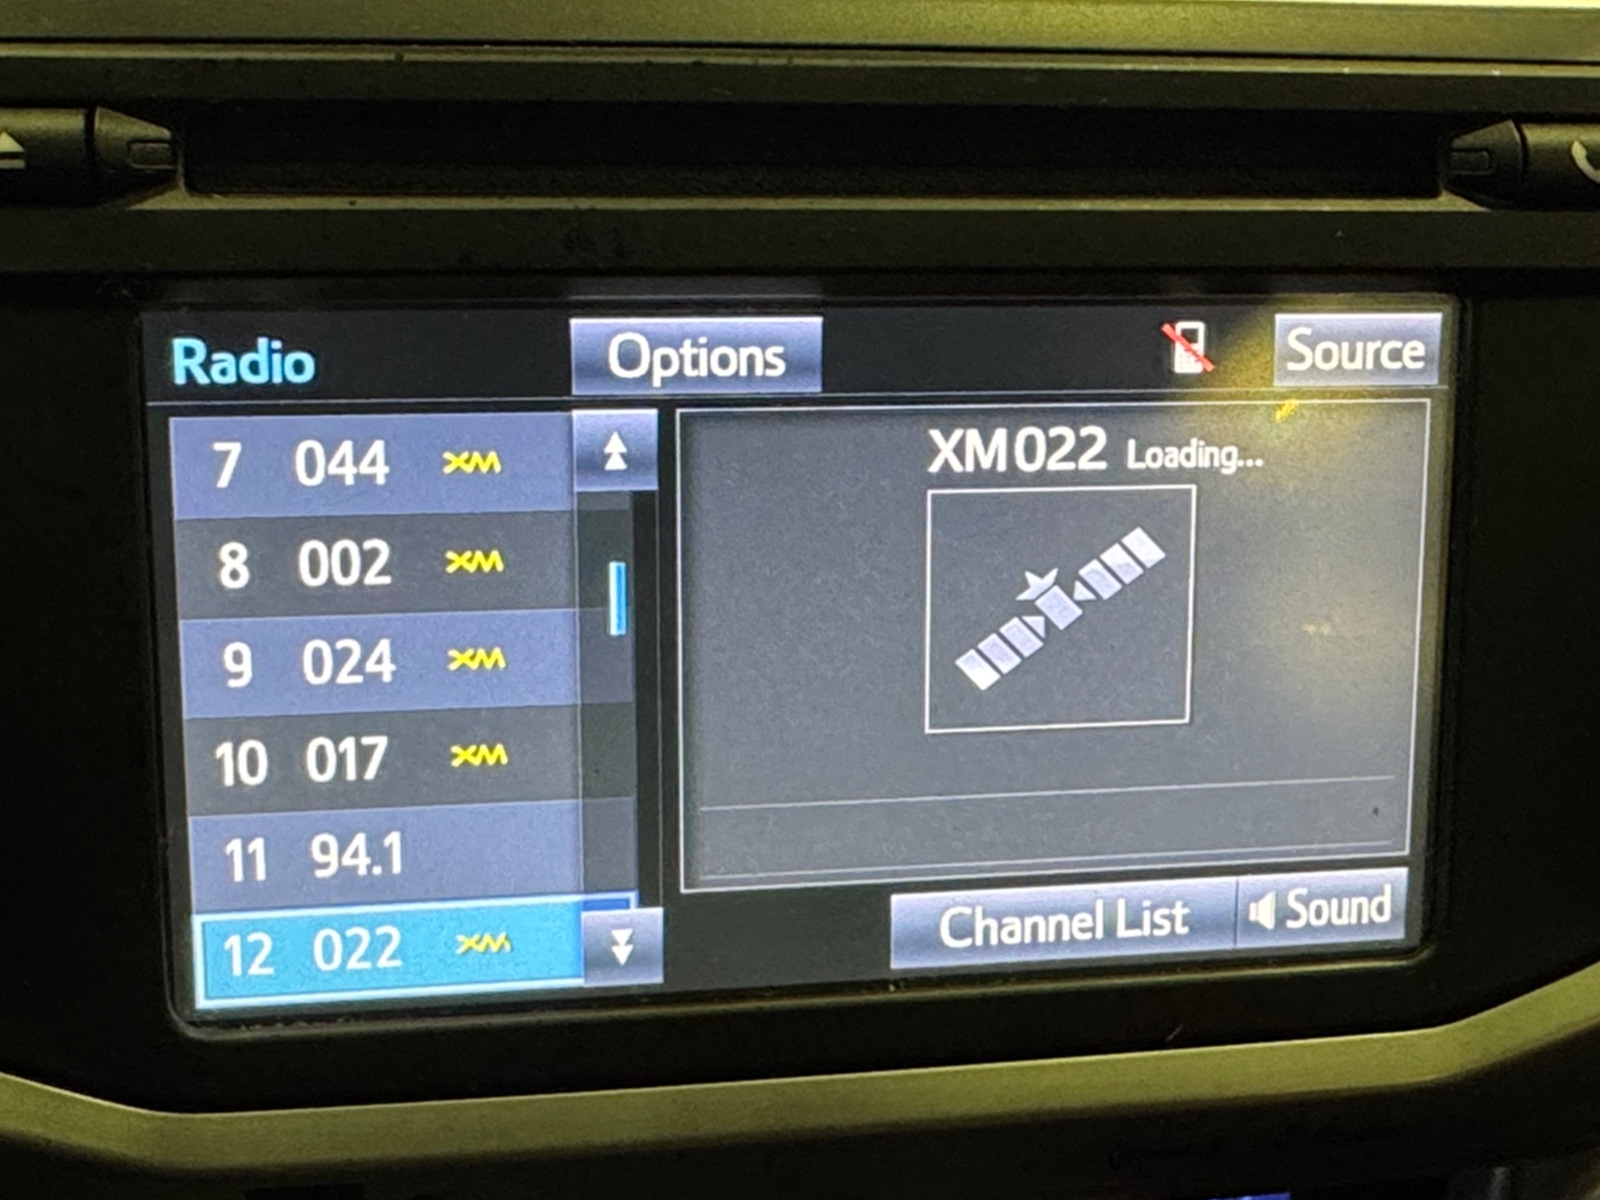 Radio
Options
Source
7 044 XM
8 002 XM
9 024 XM
10 017 XM
11 94.1
12 022 XM
XM022 Loading...
Channel List
Sound